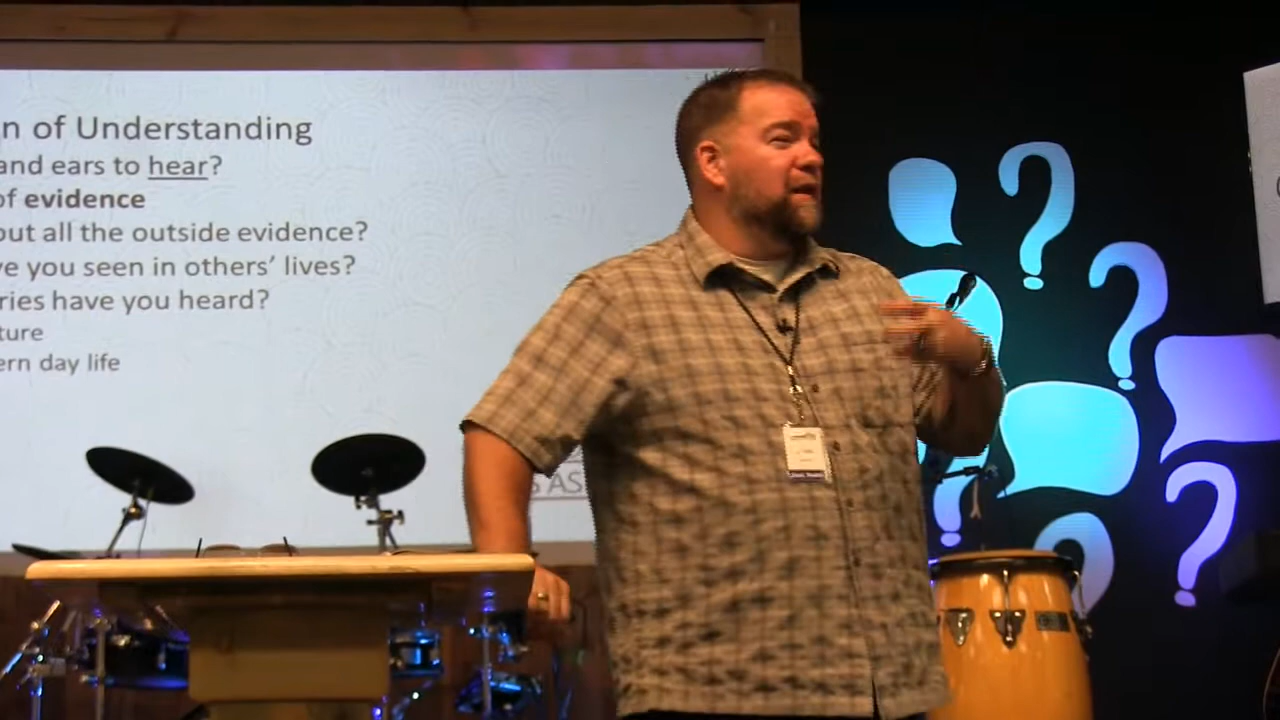 n of Understanding
and ears to hear?
of evidence
out all the outside evidence?
ve you seen in others' lives?
ries have you heard?
ture
ern day life
S AS